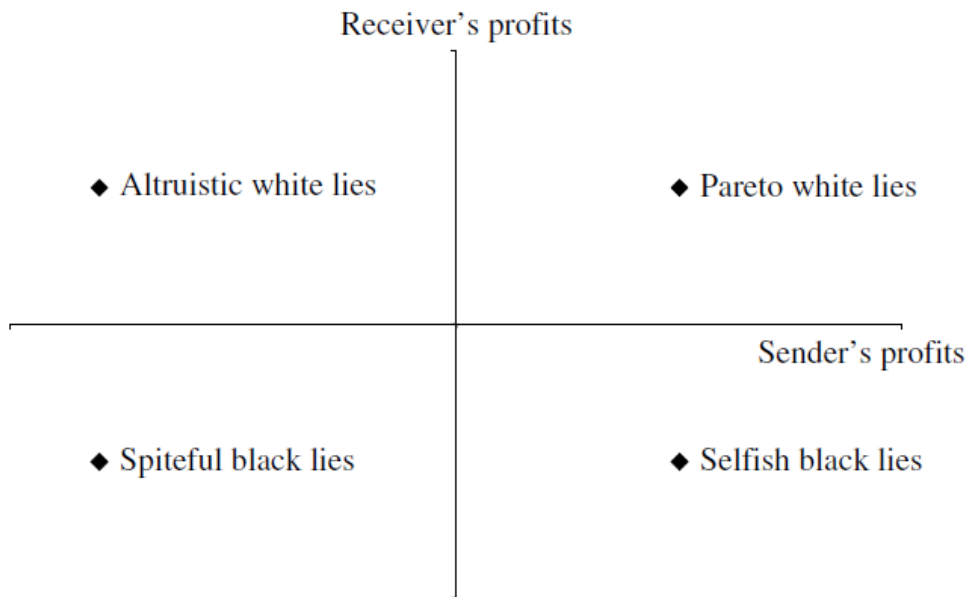 Receiver’s profits
Altruistic white lies
Pareto white lies
Sender’s profits
Spiteful black lies
Selfish black lies